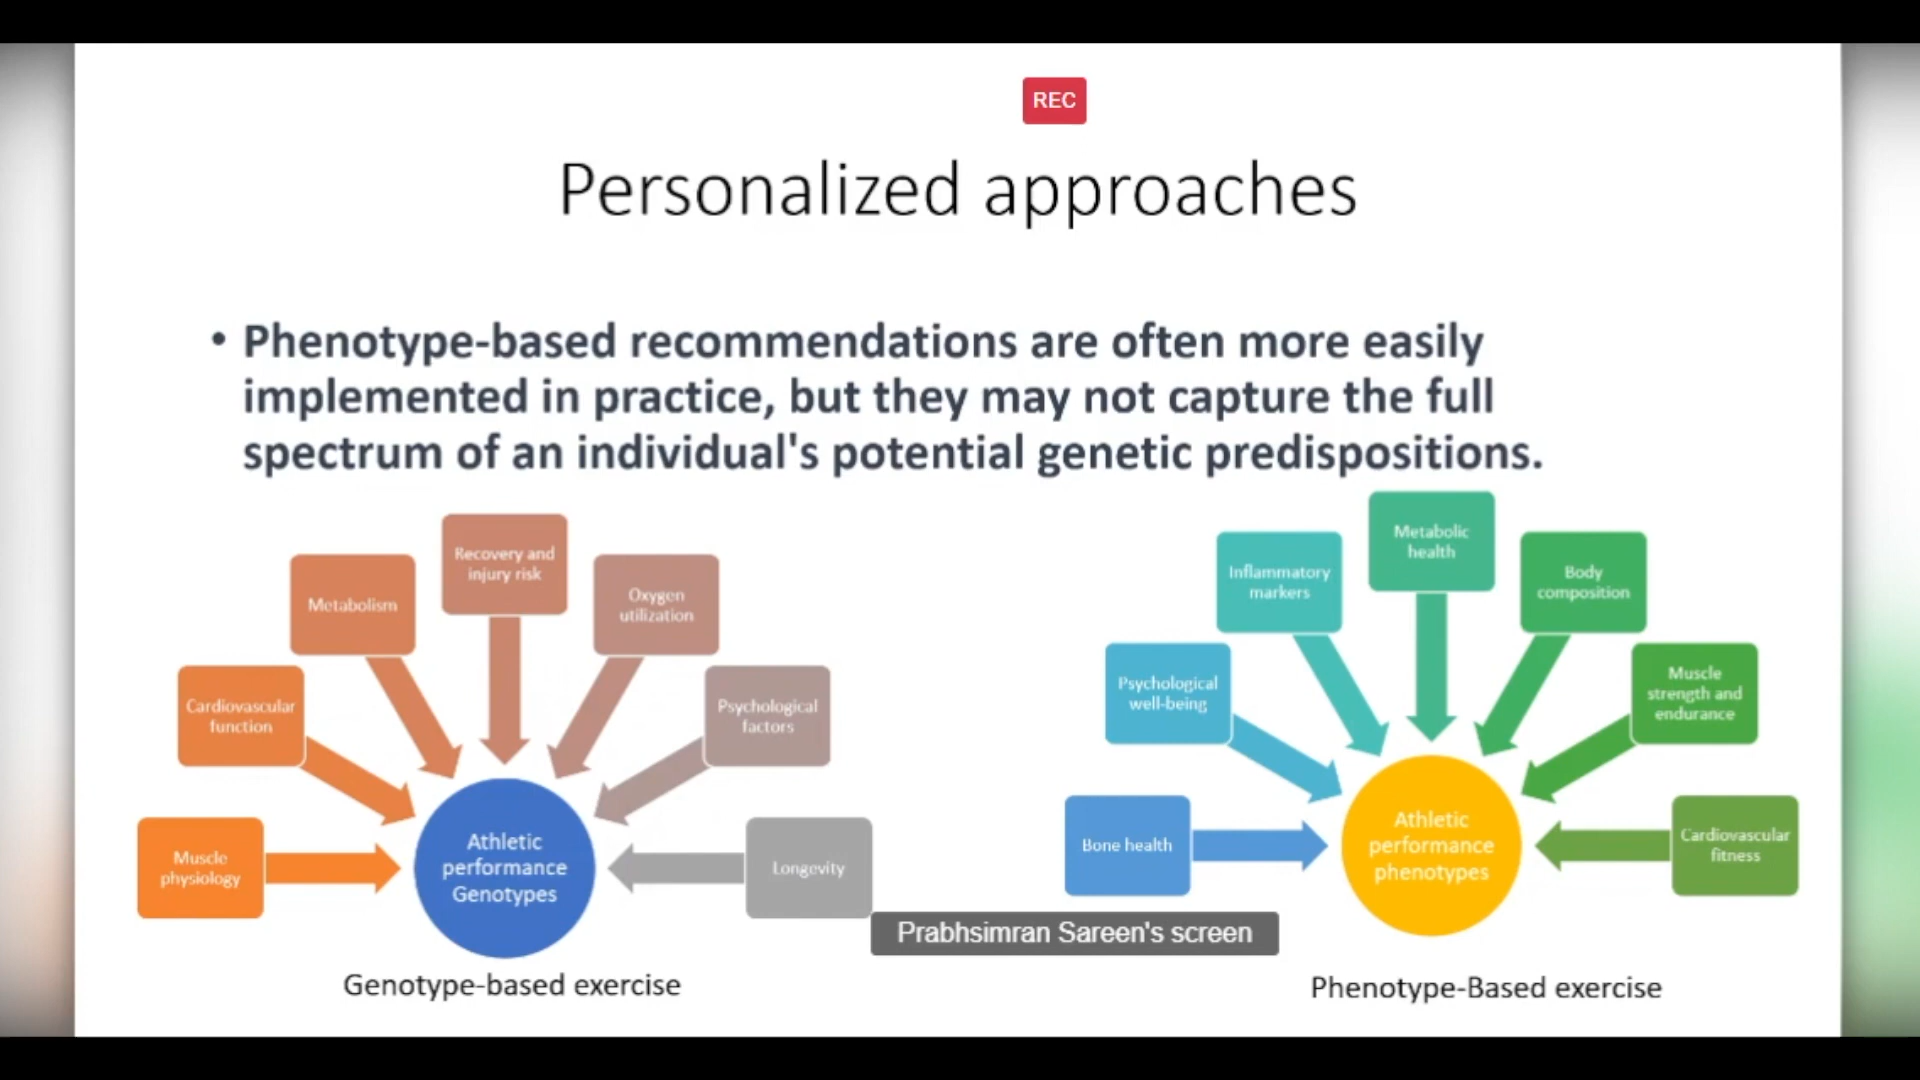 REC
Personalized approaches
• Phenotype-based recommendations are often more easily
implemented in practice, but they may not capture the full
spectrum of an individual's potential genetic predispositions.
Muscle
physiology
Cardiovascular
function
Metabolism
Recovery and
injury risk
Oxygen
utilization
Psychological
factors
Longevity
Athletic
performance
Genotypes
Genotype-based exercise
Bone health
Psychological
well-being
Inflammatory
markers
Metabolic
health
Body
composition
Muscle
strength and
endurance
Cardiovascular
fitness
Athletic
performance
phenotypes
Phenotype-Based exercise
Prabhsimran Sareen's screen